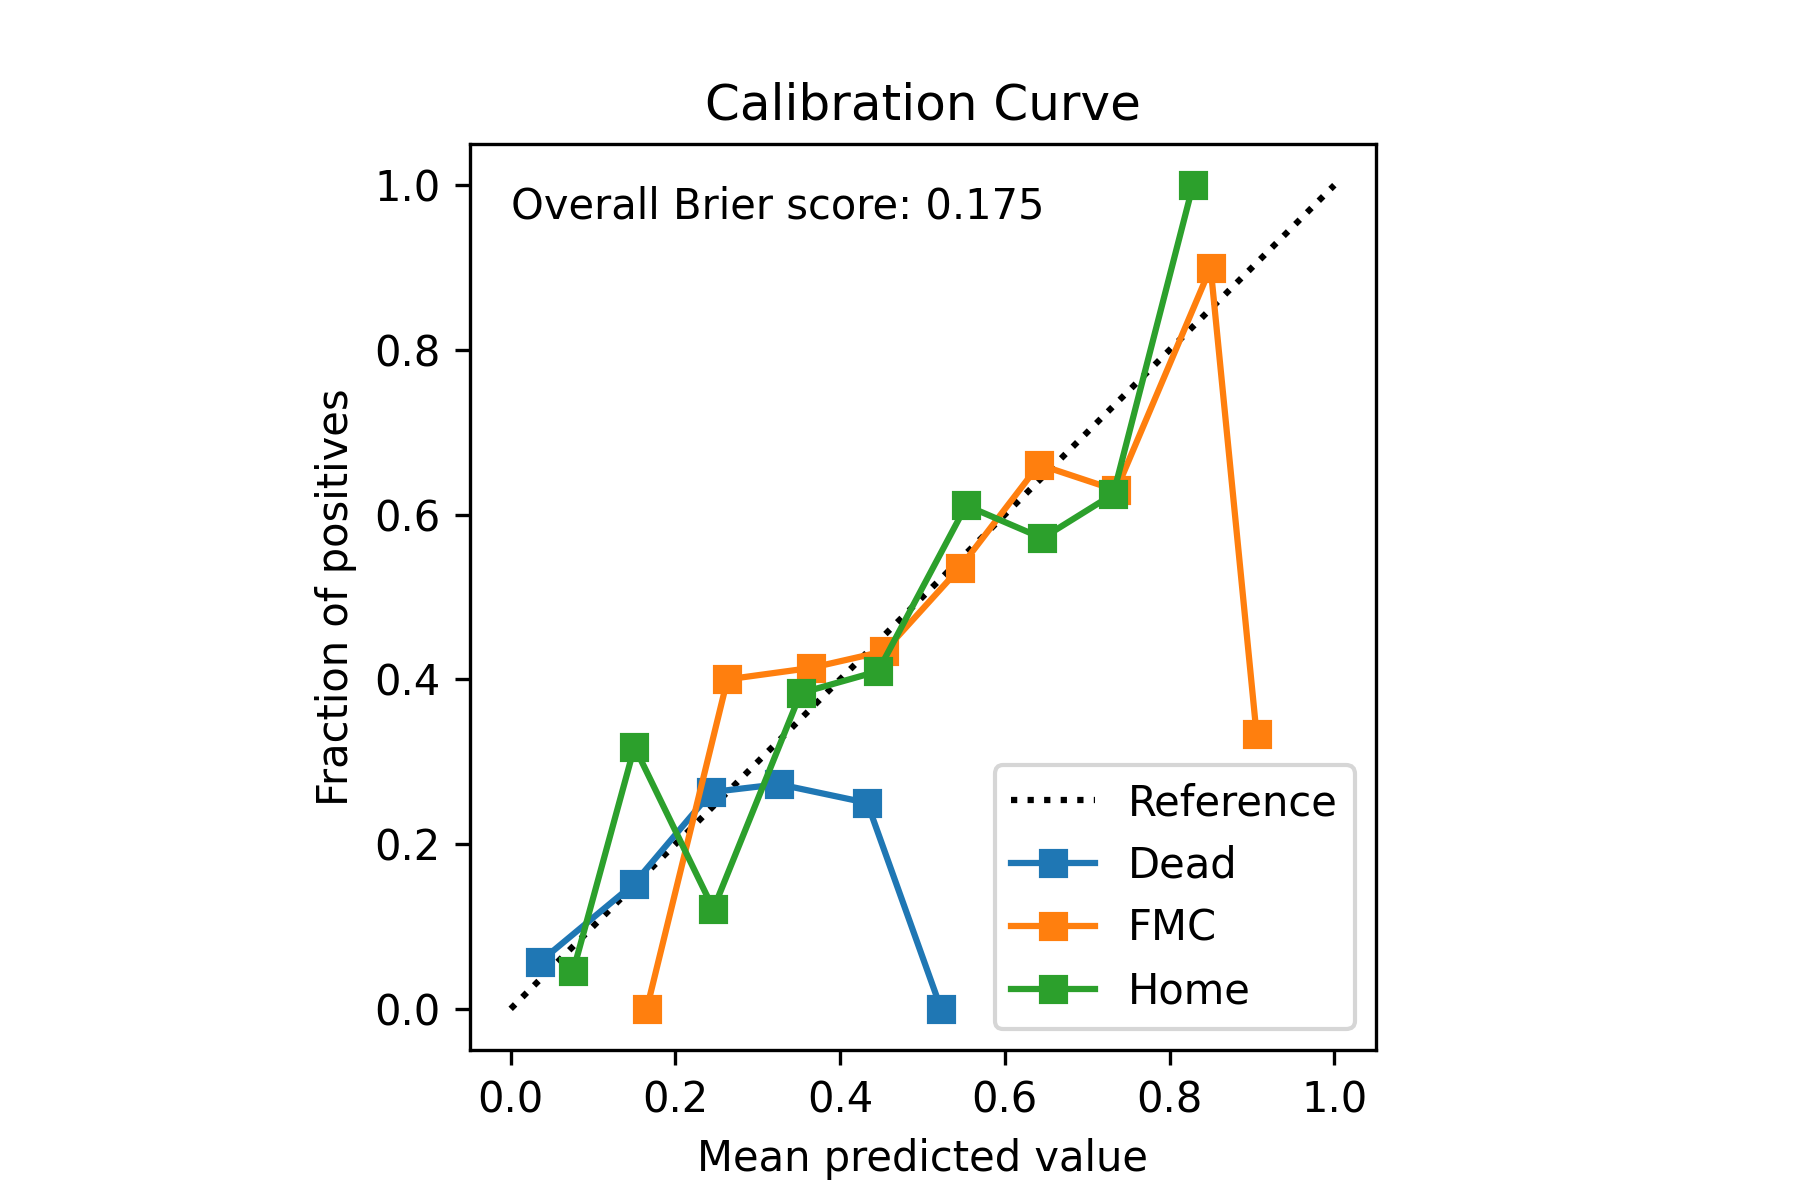 Calibration Curve
Overall Brier score: 0.175
1.0
0.8
0.6
0.4
0.2
0.0
Fraction of positives
Reference
Dead
FMC
Home
0.0 0.2 0.4 0.6 0.8 1.0
Mean predicted value